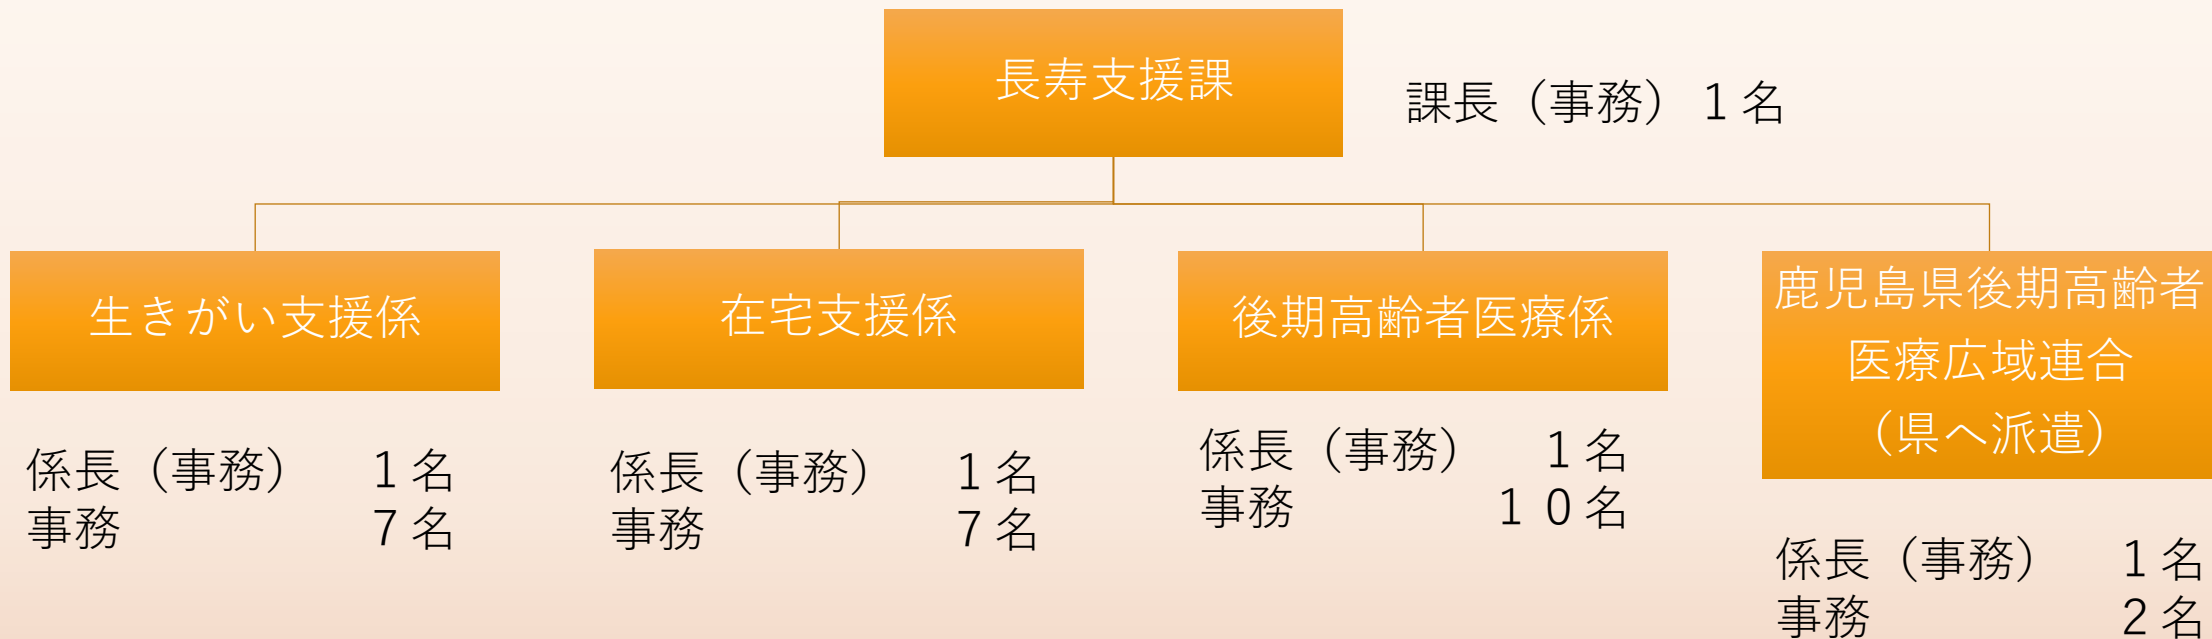 長寿支援課
課長（事務） １名
生きがい支援係
係長（事務）　１名
事務　７名
在宅支援係
係長（事務）　１名
事務　７名
後期高齢者医療係
係長（事務）　１名
事務　１０名
鹿児島県後期高齢者
医療広域連合
（県へ派遣）
係長（事務）　１名
事務　２名